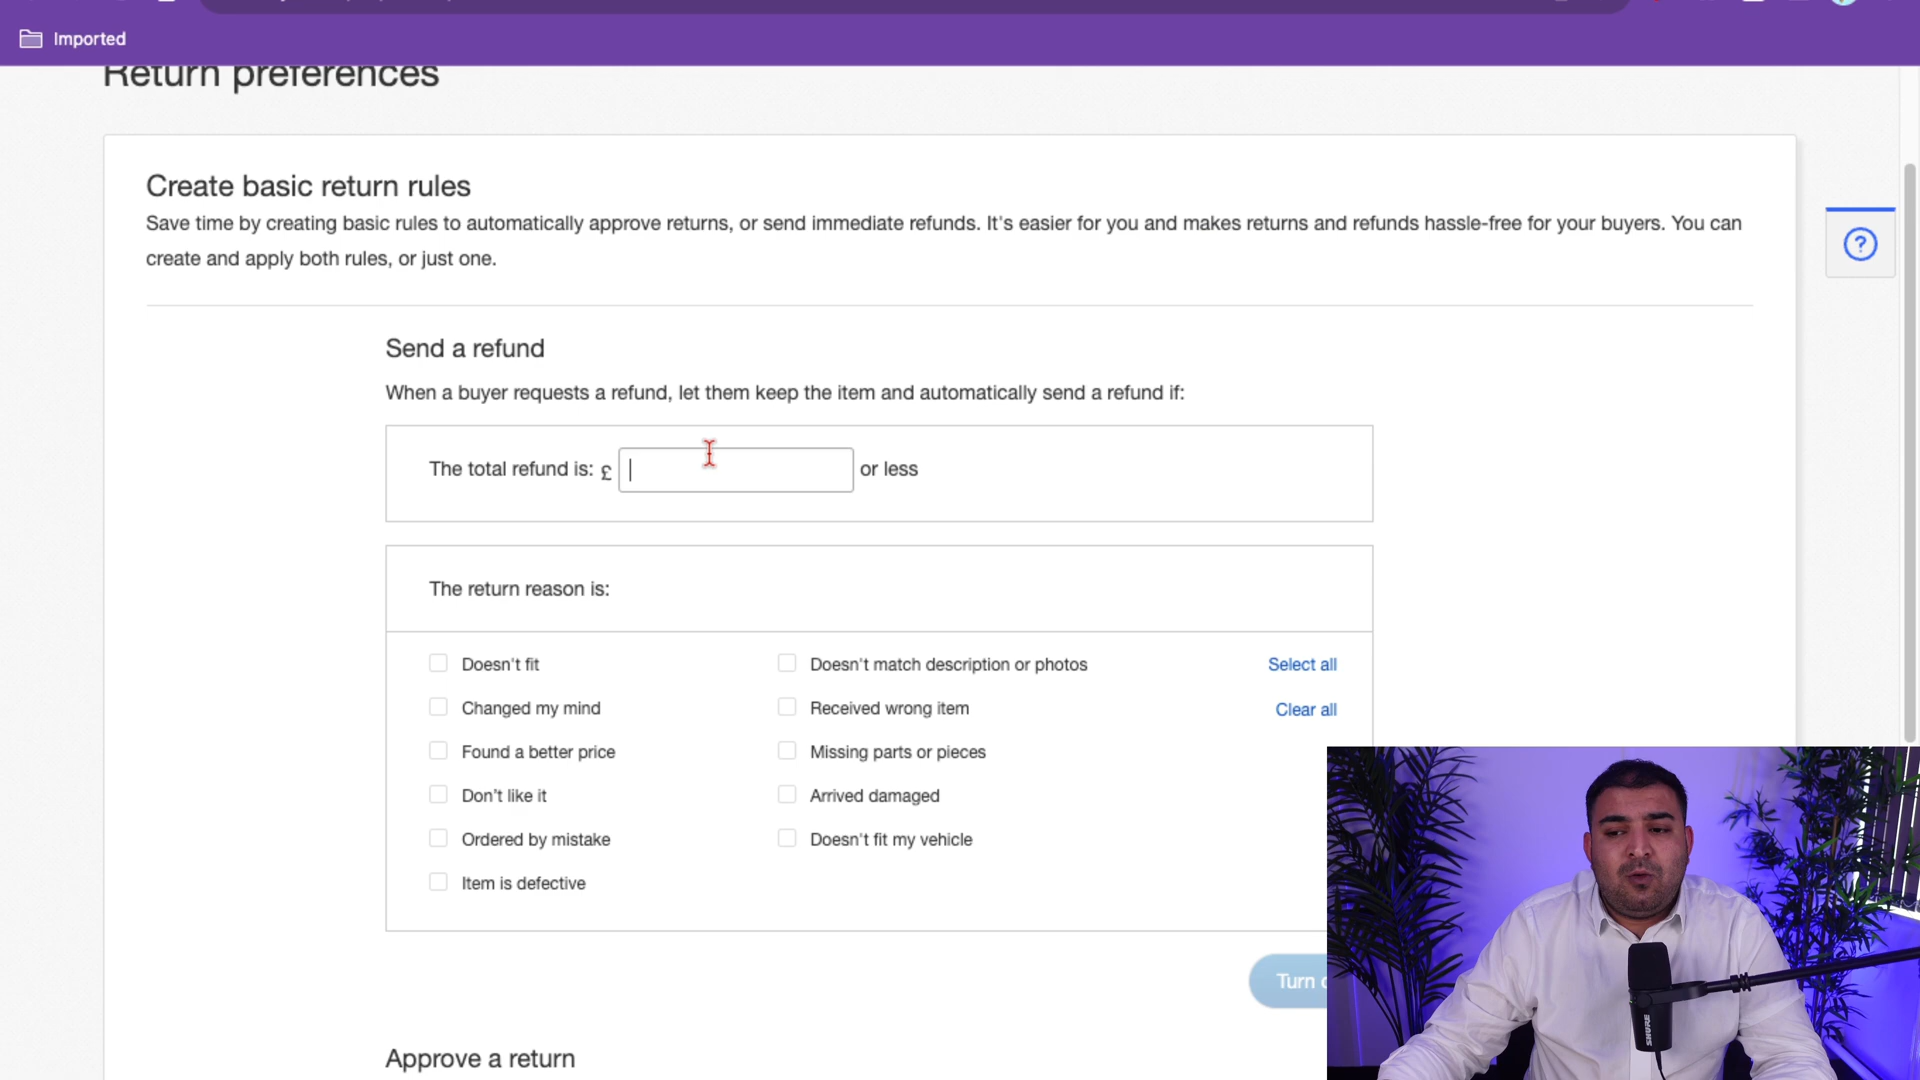 Imported
Return preferences
Create basic return rules
Save time by creating basic rules to automatically approve returns, or send immediate refunds. It's easier for you and makes returns and refunds hassle-free for your buyers. You can
create and apply both rules, or just one.
?
Send a refund
When a buyer requests a refund, let them keep the item and automatically send a refund if:
The total refund is: £ or less
The return reason is:
Doesn't fit Doesn't match description or photos Select all
Changed my mind Received wrong item Clear all
Found a better price Missing parts or pieces
Don't like it Arrived damaged
Ordered by mistake Doesn't fit my vehicle
Item is defective
Turn
SHURE
Approve a return